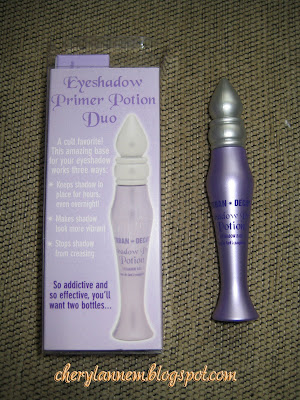 Eyeshadow
Primer Potion
Duo
A cult favorite!
This amazing base
for your eyeshadow
works three ways:
Keeps shadow in
place for hours,
even overnight!
Makes shadow
look more vibrant
Stops shadow
from creasing
So addictive and
so effective, you'll
want two bottles...
Potion
cherylannem.blogspot.com